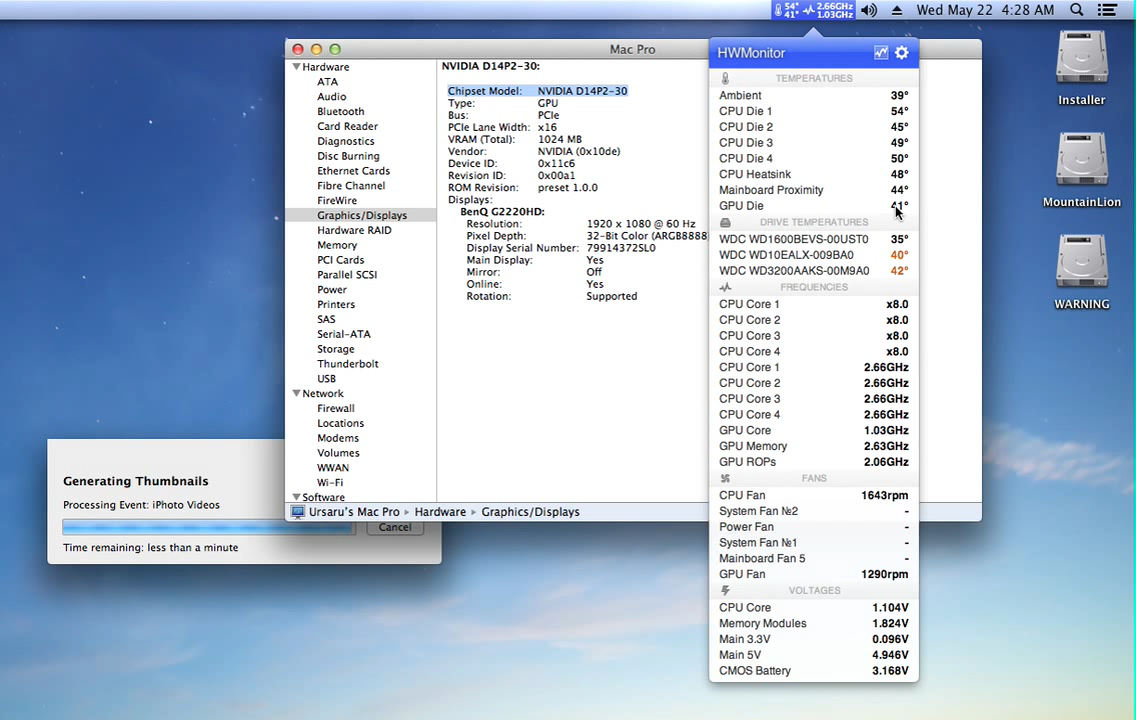 54° 2.66GHz
41° 1.03GHz
Wed May 22 4:28 AM
Installer
MountainLion
WARNING
Mac Pro
Hardware
ATA
Audio
Bluetooth
Card Reader
Diagnostics
Disc Burning
Ethernet Cards
Fibre Channel
FireWire
Graphics/Displays
Hardware RAID
Memory
PCI Cards
Parallel SCSI
Power
Printers
SAS
Serial-ATA
Storage
Thunderbolt
USB
Network
Firewall
Locations
Modems
Volumes
WWAN
Wi-Fi
Software
NVIDIA D14P2-30:
Chipset Model: NVIDIA D14P2-30
Type: GPU
Bus: PCIe
PCIe Lane Width: x16
VRAM (Total): 1024 MB
Vendor: NVIDIA (0x10de)
Device ID: 0x11c6
Revision ID: 0x00a1
ROM Revision: preset 1.0.0
Displays:
BenQ G2220HD:
Resolution: 1920 x 1080 @ 60 Hz
Pixel Depth: 32-Bit Color (ARGB8888
Display Serial Number: 79914372SL0
Main Display: Yes
Mirror: Off
Online: Yes
Rotation: Supported
Ursaru's Mac Pro ▸ Hardware ▸ Graphics/Displays
HWMonitor
TEMPERATURES
Ambient 39°
CPU Die 1 54°
CPU Die 2 45°
CPU Die 3 49°
CPU Die 4 50°
CPU Heatsink 48°
Mainboard Proximity 44°
GPU Die 41°
DRIVE TEMPERATURES
WDC WD1600BEVS-00UST0 35°
WDC WD10EALX-009BA0 40°
WDC WD3200AAKS-00M9A0 42°
FREQUENCIES
CPU Core 1 x8.0
CPU Core 2 x8.0
CPU Core 3 x8.0
CPU Core 4 x8.0
CPU Core 1 2.66GHz
CPU Core 2 2.66GHz
CPU Core 3 2.66GHz
CPU Core 4 2.66GHz
GPU Core 1.03GHz
GPU Memory 2.63GHz
GPU ROPs 2.06GHz
FANS
CPU Fan 1643rpm
System Fan №2 -
Power Fan -
System Fan №1 -
Mainboard Fan 5 -
GPU Fan 1290rpm
VOLTAGES
CPU Core 1.104V
Memory Modules 1.824V
Main 3.3V 0.096V
Main 5V 4.946V
CMOS Battery 3.168V
Generating Thumbnails
Processing Event: iPhoto Videos
Cancel
Time remaining: less than a minute